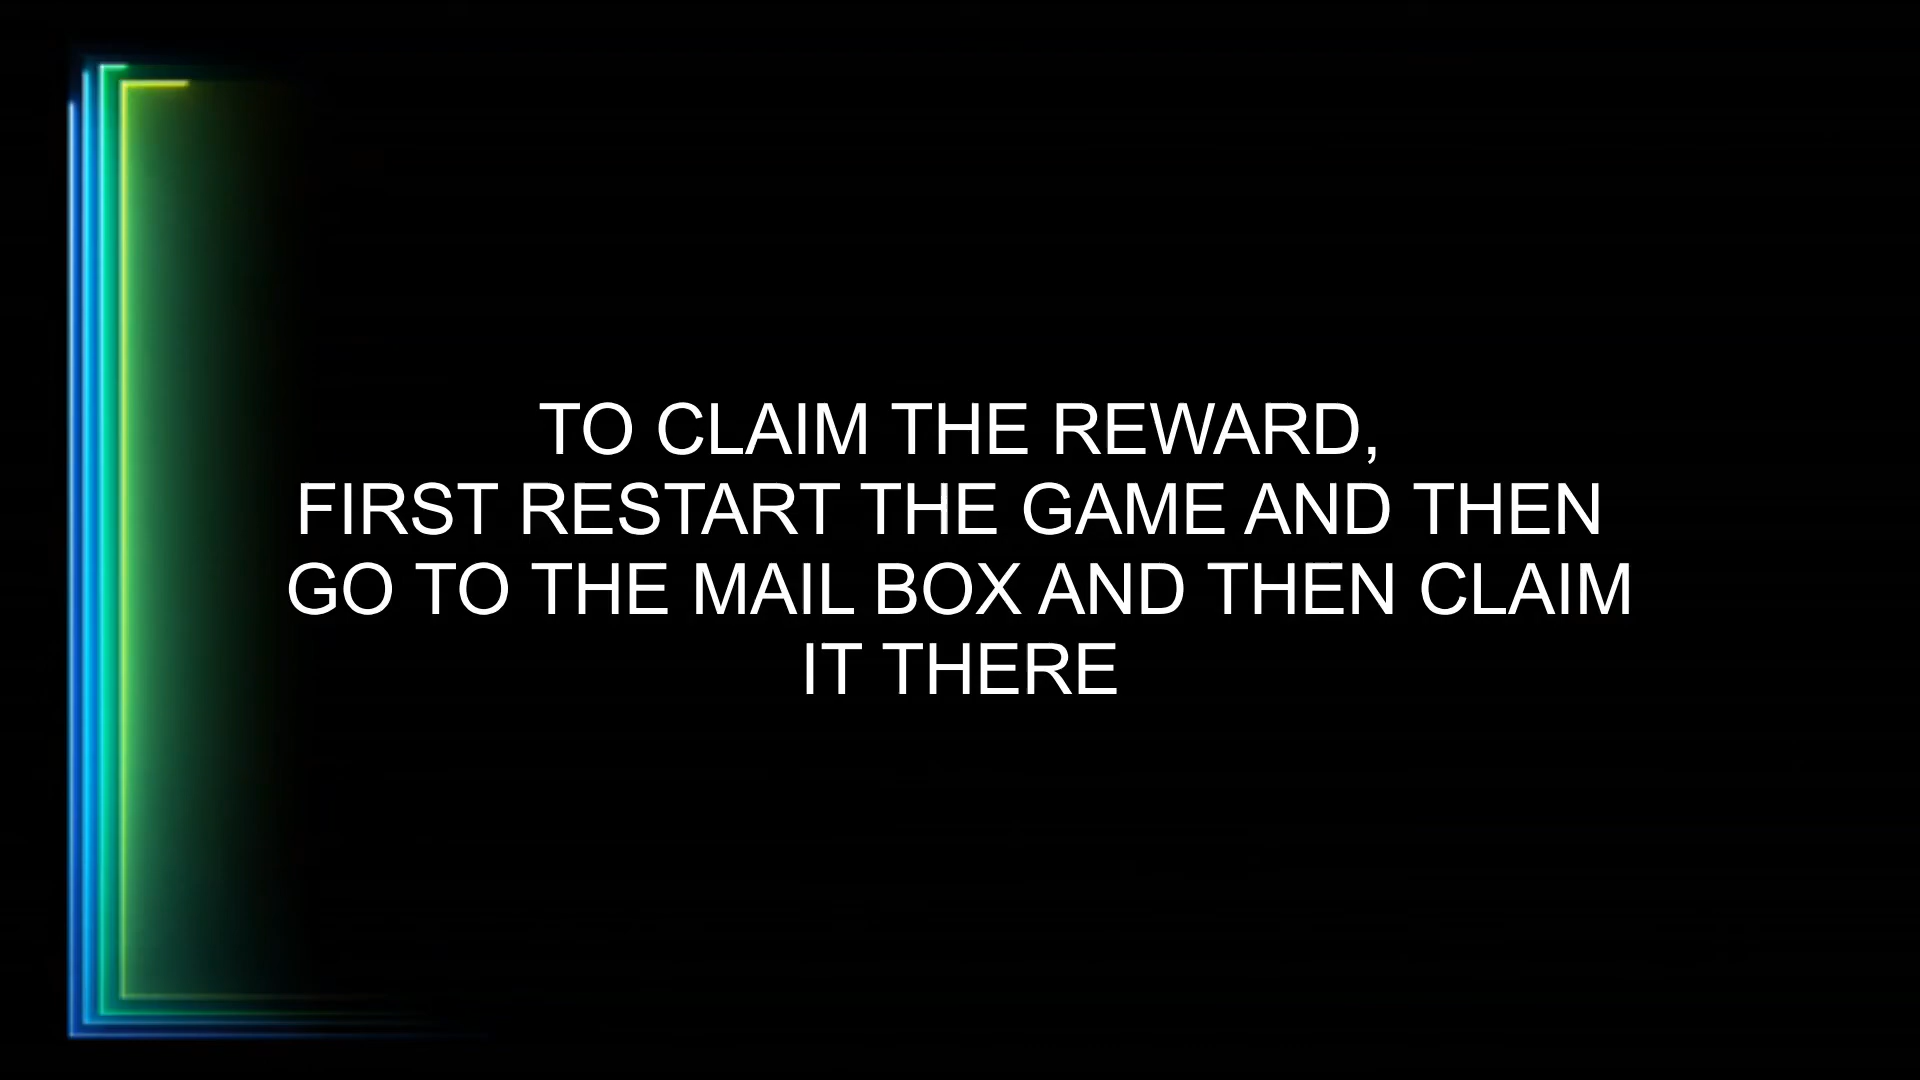 TO CLAIM THE REWARD,
FIRST RESTART THE GAME AND THEN
GO TO THE MAIL BOX AND THEN CLAIM
IT THERE